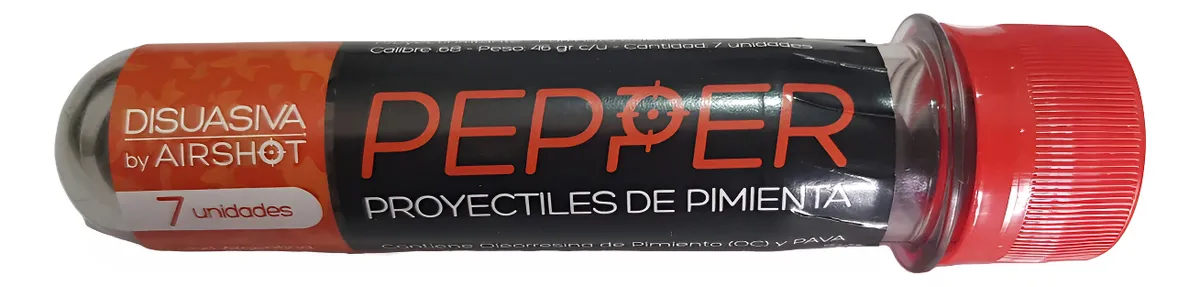 DISUASIVA
by AIRSHOT
7 unidades
Calibre .68 - Peso: 46 gr c/u - Cantidad: 7 unidades
PEPPER
PROYECTILES DE PIMIENTA
Contiene Oleorresina de Pimienta (OC) y PAVA